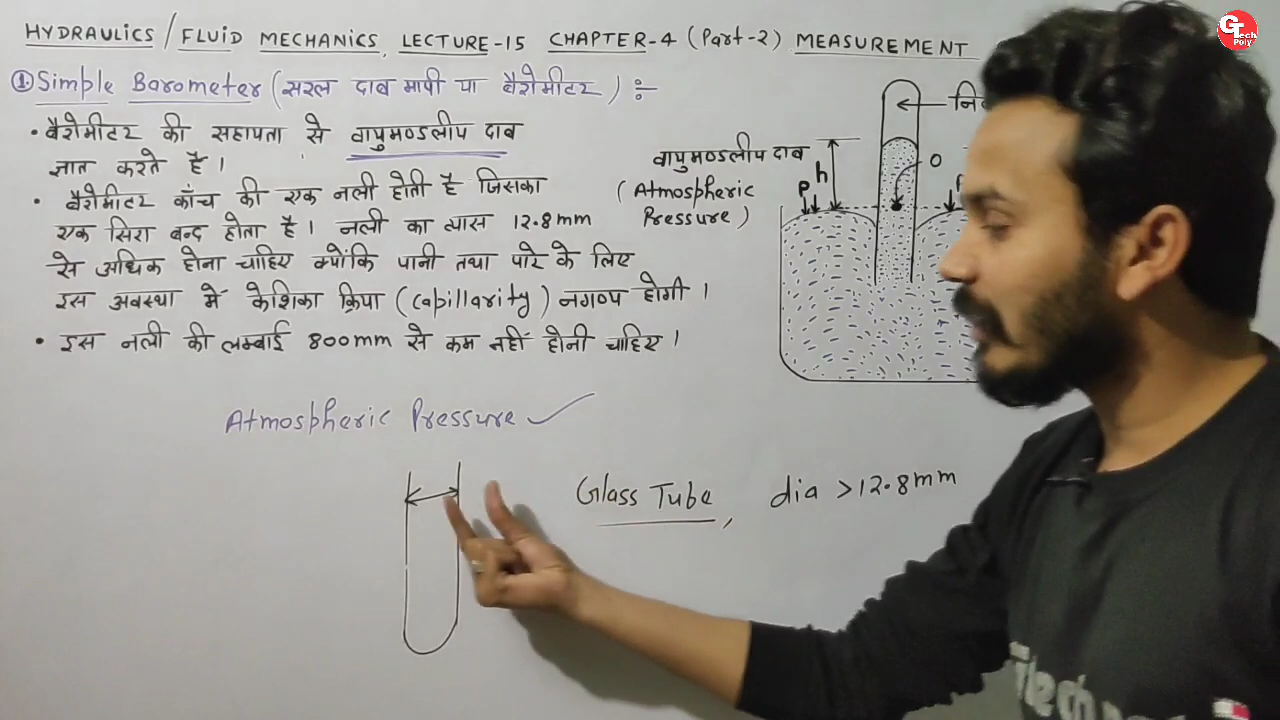 HYDRAULICS / FLUID MECHANICS, LECTURE-15 CHAPTER-4 (Part-2) MEASUREMENT
① Simple Barometer (सरल दाब मापी या बैरोमीटर) :-
• बैरोमीटर की सहायता से वायुमण्डलीय दाब
ज्ञात करते है ।
• बैरोमीटर काँच की एक नली होती है जिसका
एक सिरा बन्द होता है । नली का व्यास 12.8mm
से अधिक होना चाहिए क्योंकि पानी तथा पारे के लिए
इस अवस्था मे केशिका क्रिया (Capillarity) नगण्य होगी ।
• इस नली की लम्बाई 800mm से कम नहीं होनी चाहिए ।
वायुमण्डलीय दाब
(Atmospheric
Pressure)
h
P
O
Atmospheric Pressure ✓
Glass Tube, dia > 12.8mm
GTech
Poly